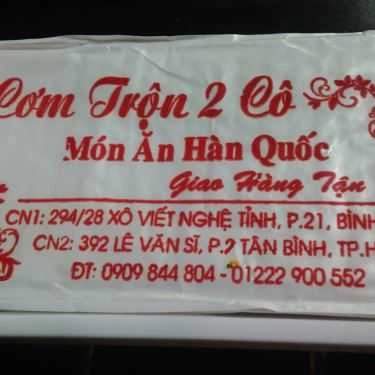 Cơm Trộn 2 Cô
Món Ăn Hàn Quốc
Giao Hàng Tận
CN1: 294/28 XÔ VIẾT NGHỆ TĨNH, P.21, BÌNH
CN2: 392 LÊ VĂN SĨ, P.2 TÂN BÌNH, TP.H
ĐT: 0909 844 804 - 01222 900 552